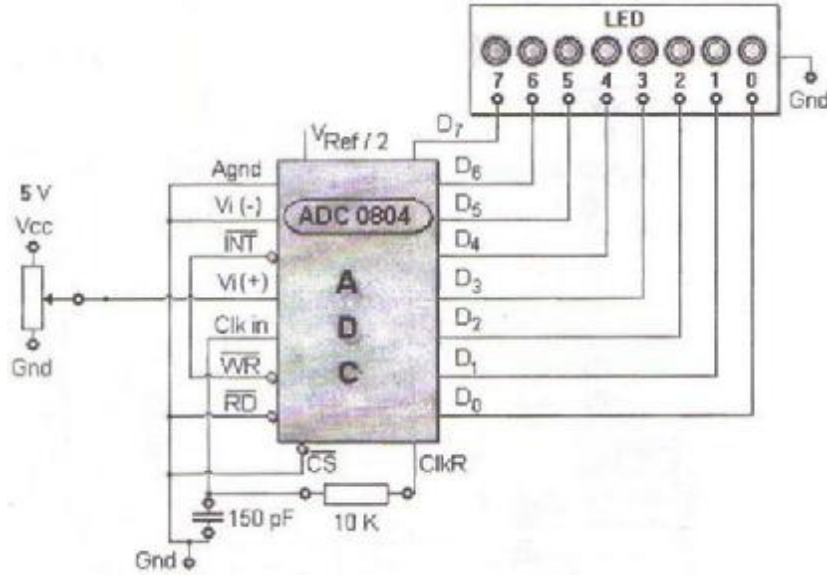 LED
7 6 5 4 3 2 1 0
Gnd
D7
VRef / 2
Agnd
D6
5 V
Vcc
Vi (-)
ADC 0804
D5
INT
D4
Vi(+)
A
D3
Clk in
D
D2
Gnd
WR
C
D1
RD
D0
CS
ClkR
150 pF
10 K
Gnd